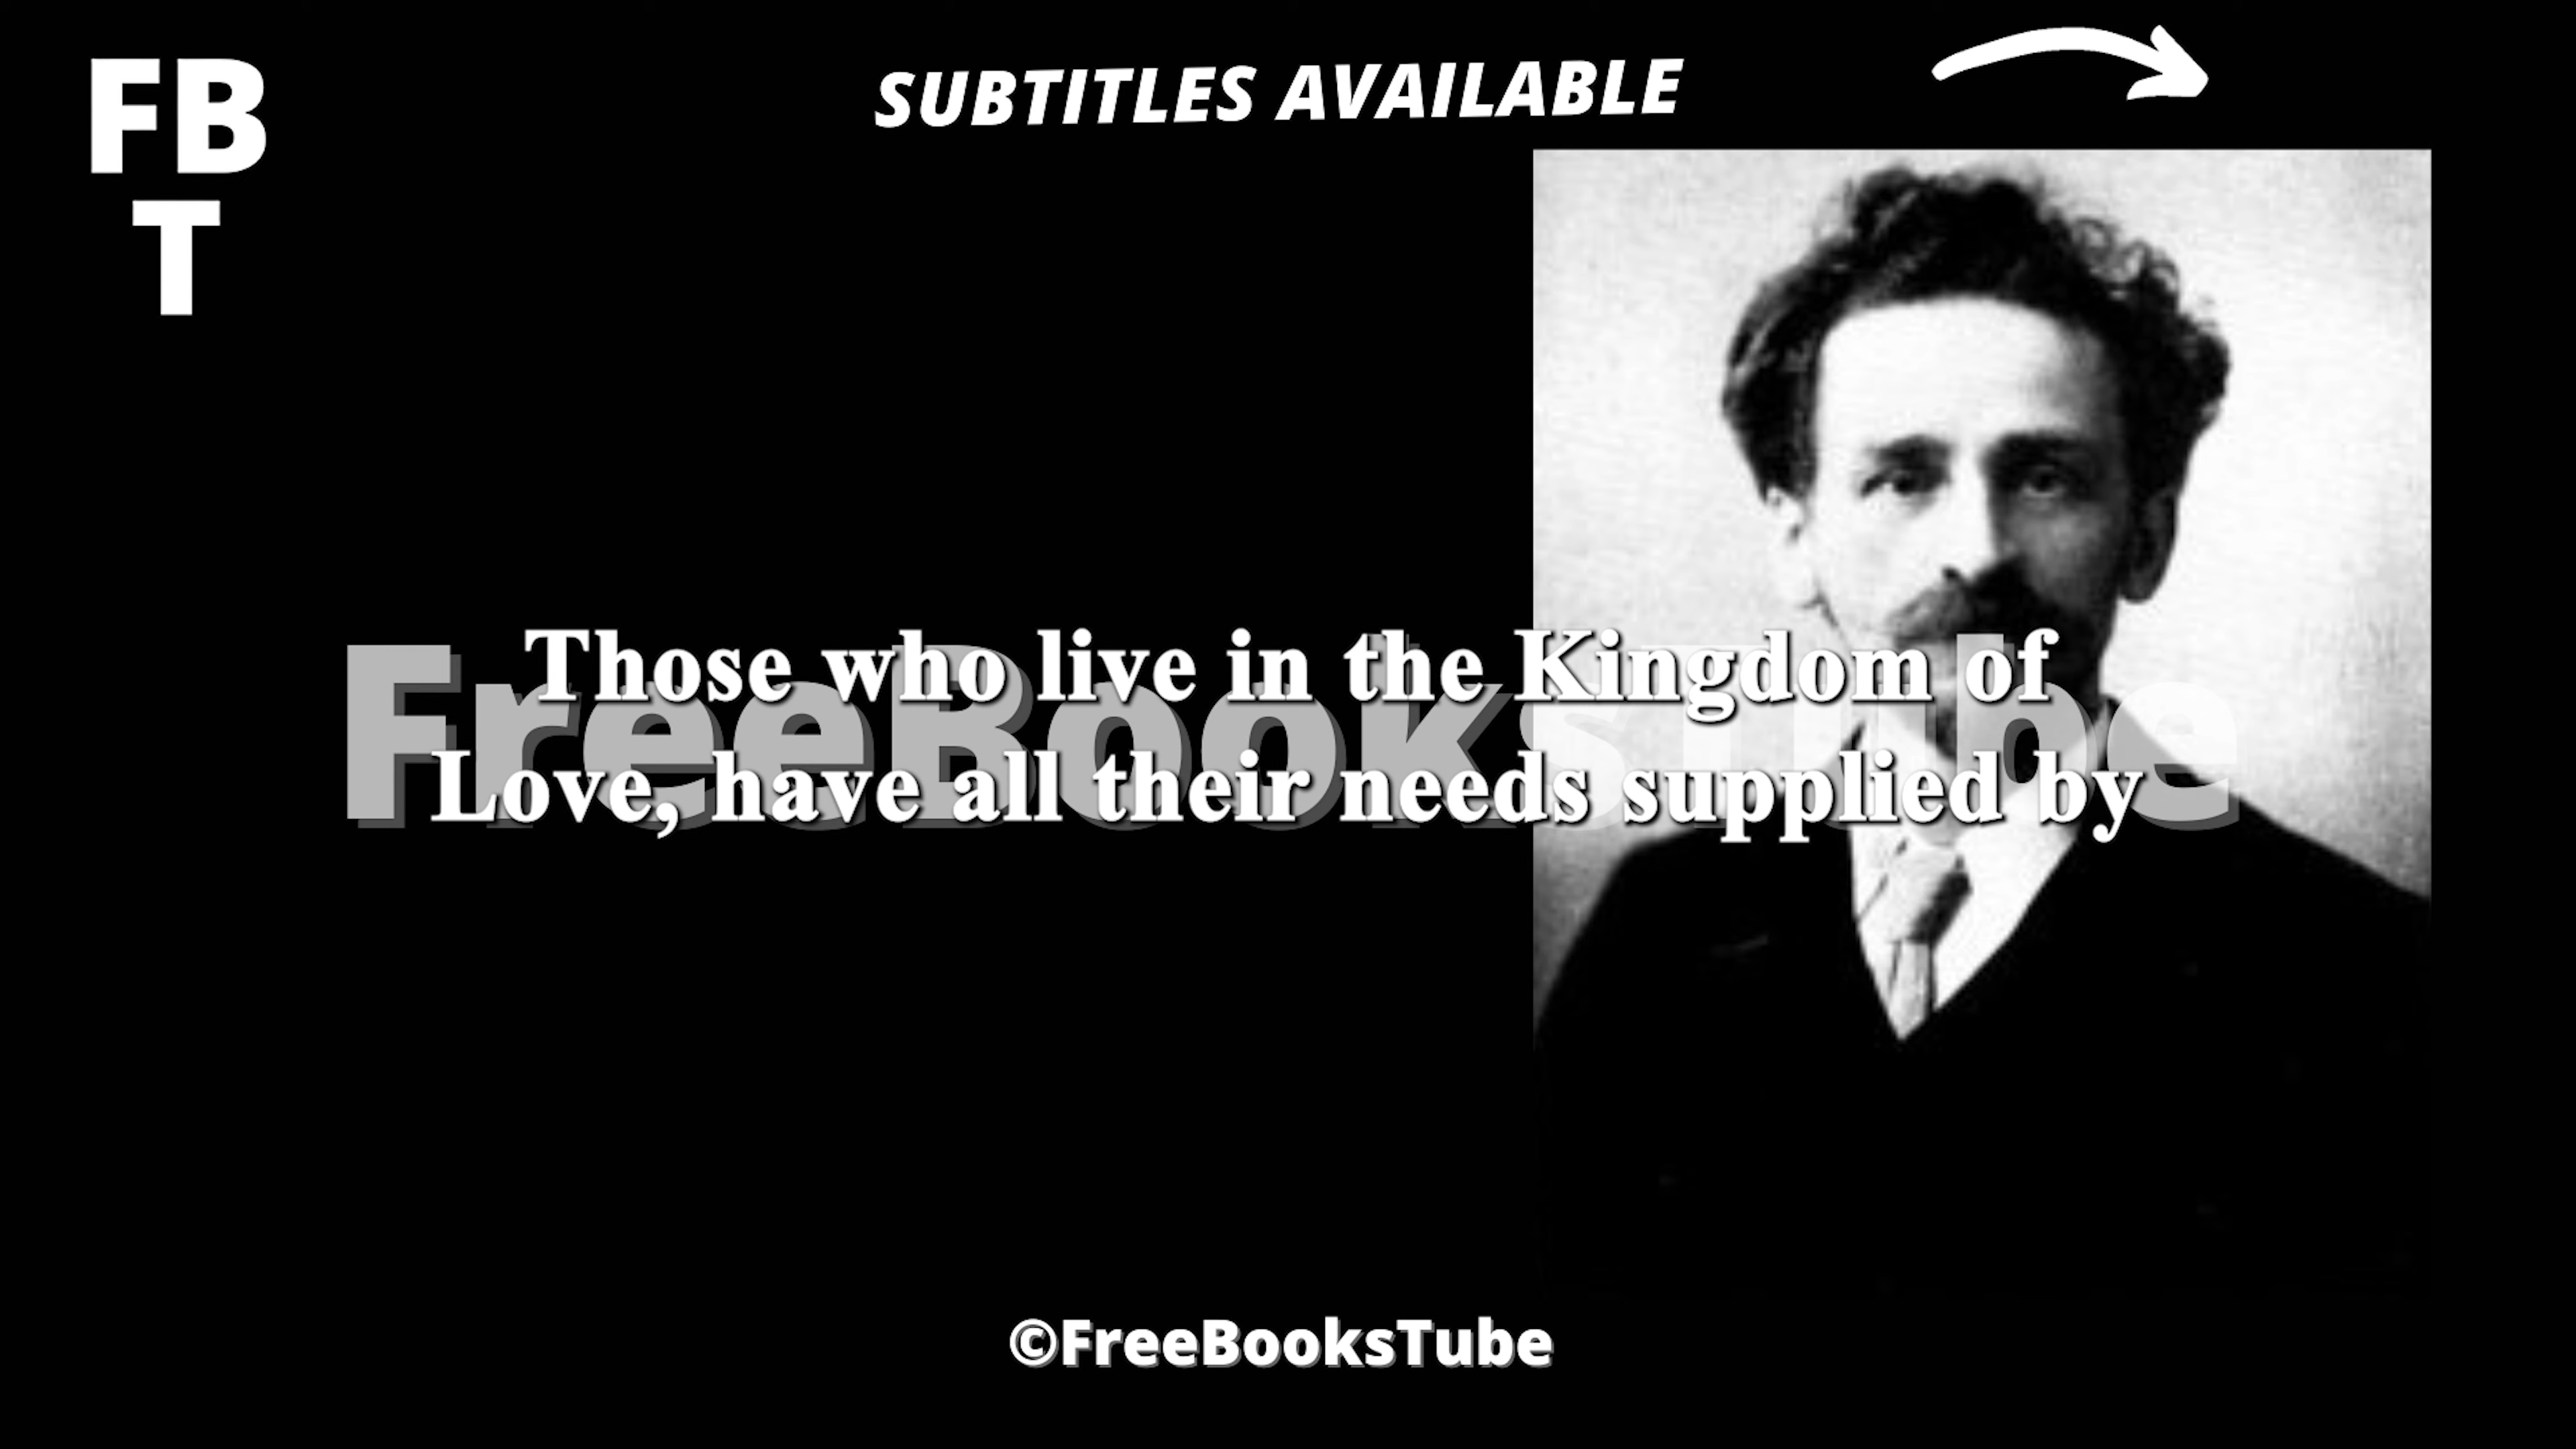 FB
T
SUBTITLES AVAILABLE
FreeBooksTube
Those who live in the Kingdom of
Love, have all their needs supplied by
©FreeBooksTube